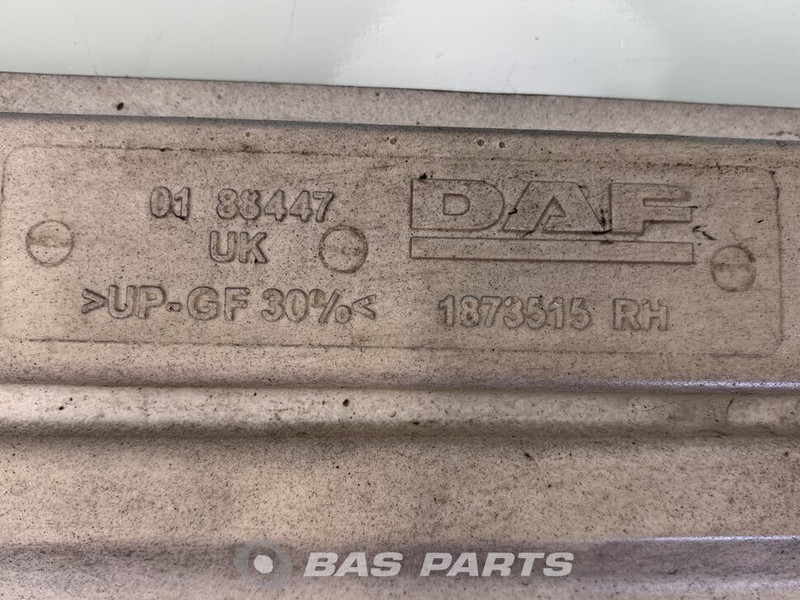 01 88447
UK
>UP-GF 30%<
DAF
1873515 RH
BAS PARTS